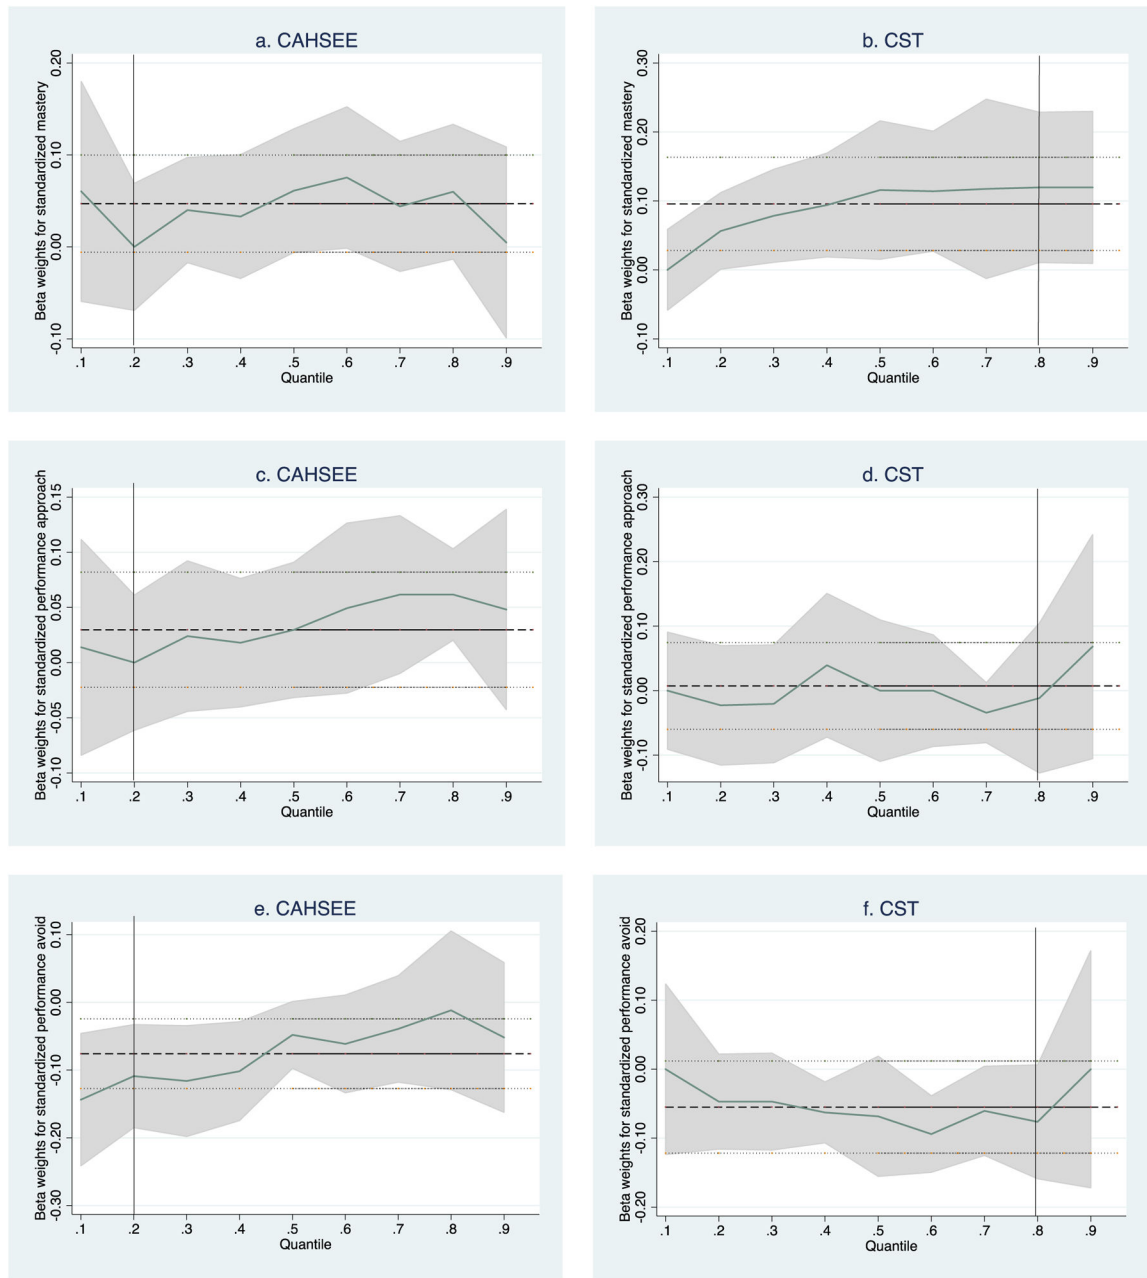 a. CAHSEE
Beta weights for standardized mastery
0.20
0.10
0.00
-0.10
.1 .2 .3 .4 .5 .6 .7 .8 .9
Quantile
b. CST
Beta weights for standardized mastery
0.30
0.20
0.10
0.00
-0.10
.1 .2 .3 .4 .5 .6 .7 .8 .9
Quantile
c. CAHSEE
Beta weights for standardized performance approach
0.15
0.10
0.05
0.00
-0.05
-0.10
.1 .2 .3 .4 .5 .6 .7 .8 .9
Quantile
d. CST
Beta weights for standardized performance approach
0.30
0.20
0.10
0.00
-0.10
.1 .2 .3 .4 .5 .6 .7 .8 .9
Quantile
e. CAHSEE
Beta weights for standardized performance avoid
0.10
0.00
-0.10
-0.20
-0.30
.1 .2 .3 .4 .5 .6 .7 .8 .9
Quantile
f. CST
Beta weights for standardized performance avoid
0.20
0.10
0.00
-0.10
-0.20
.1 .2 .3 .4 .5 .6 .7 .8 .9
Quantile